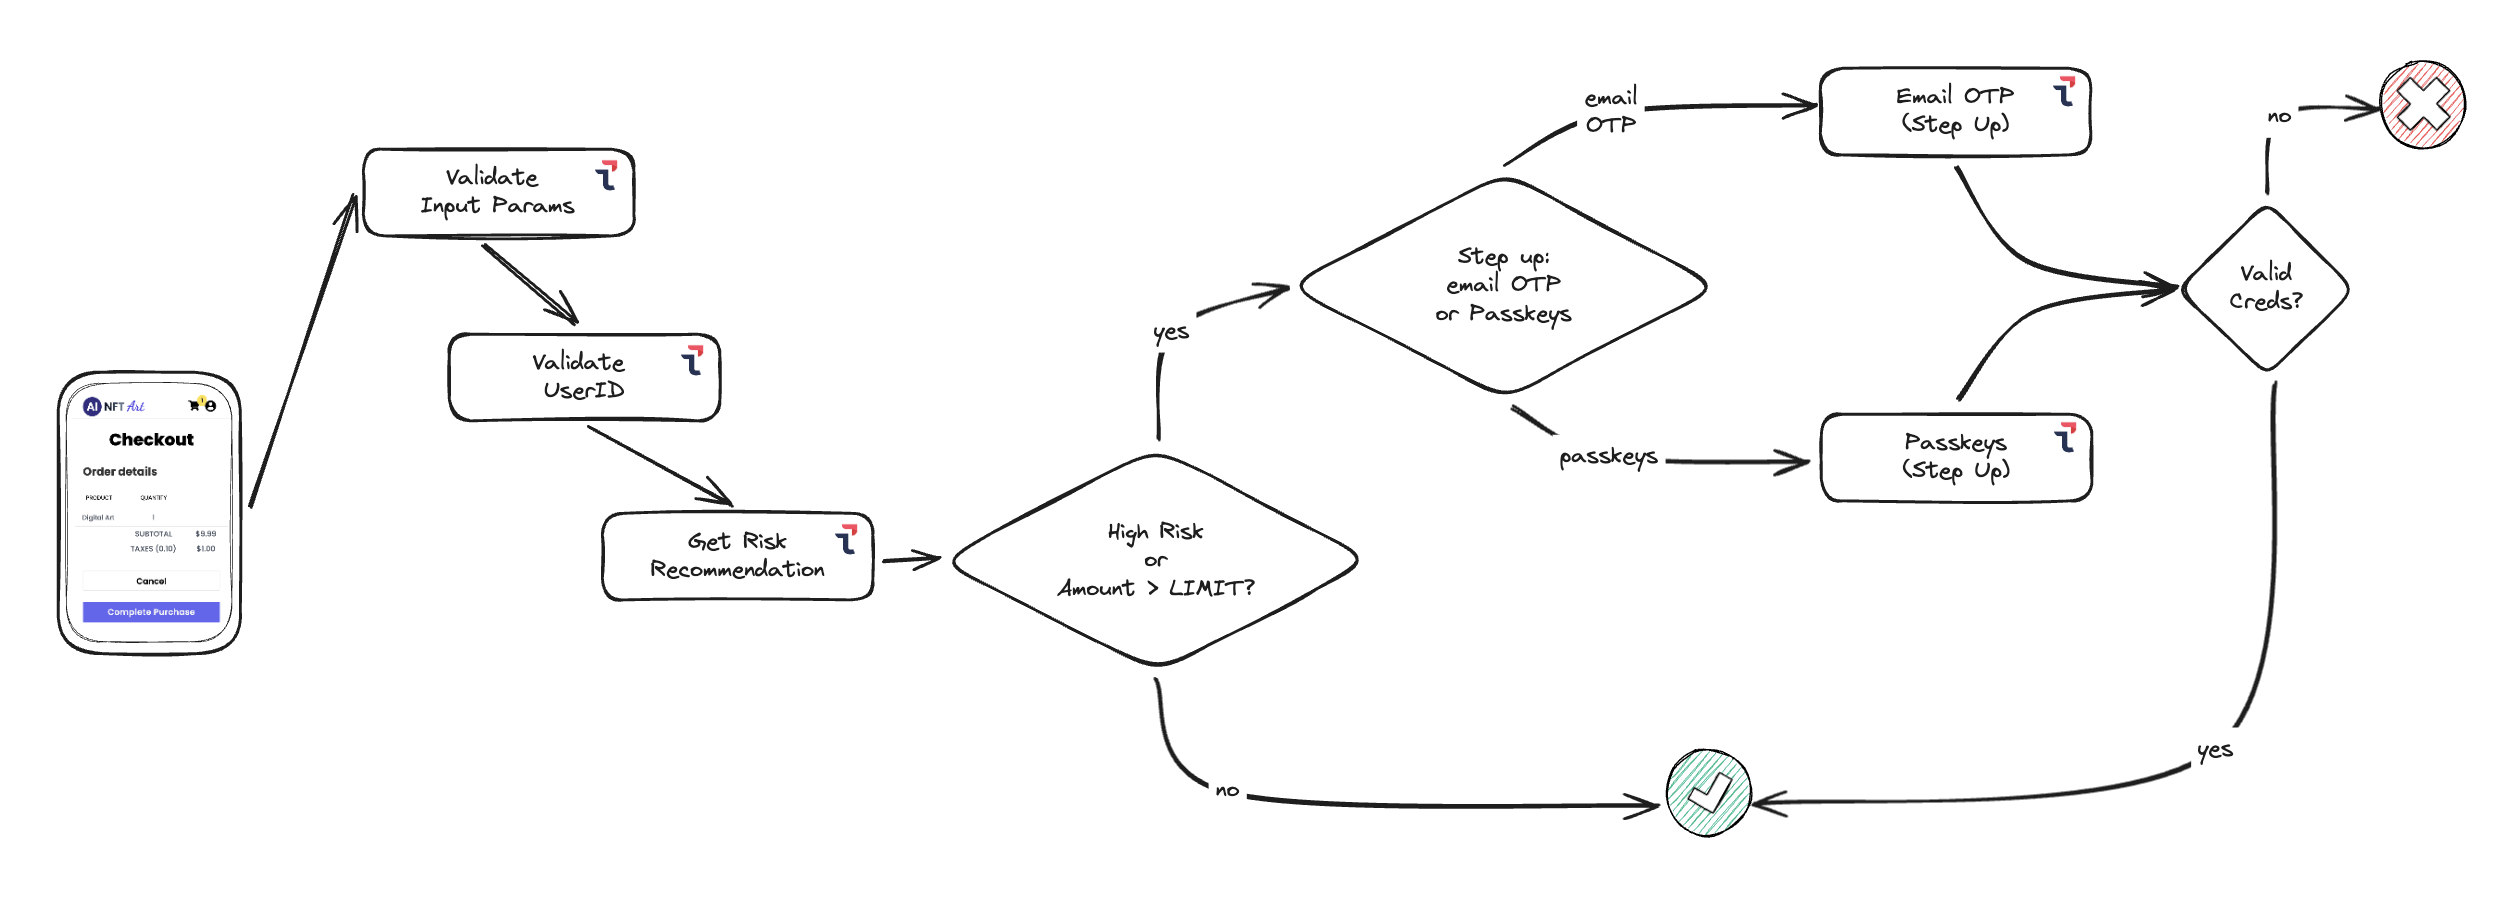 AI NFT Art
1
Checkout
Order details
PRODUCT QUANTITY
Digital Art 1
SUBTOTAL $9.99
TAXES (0.10) $1.00
Cancel
Complete Purchase
Validate
Input Params
Validate
UserID
Get Risk
Recommendation
High Risk
or
Amount > LIMIT?
yes
no
Step up:
email OTP
or Passkeys
email
OTP
passkeys
Email OTP
(Step Up)
Passkeys
(Step Up)
Valid
Creds?
no
yes